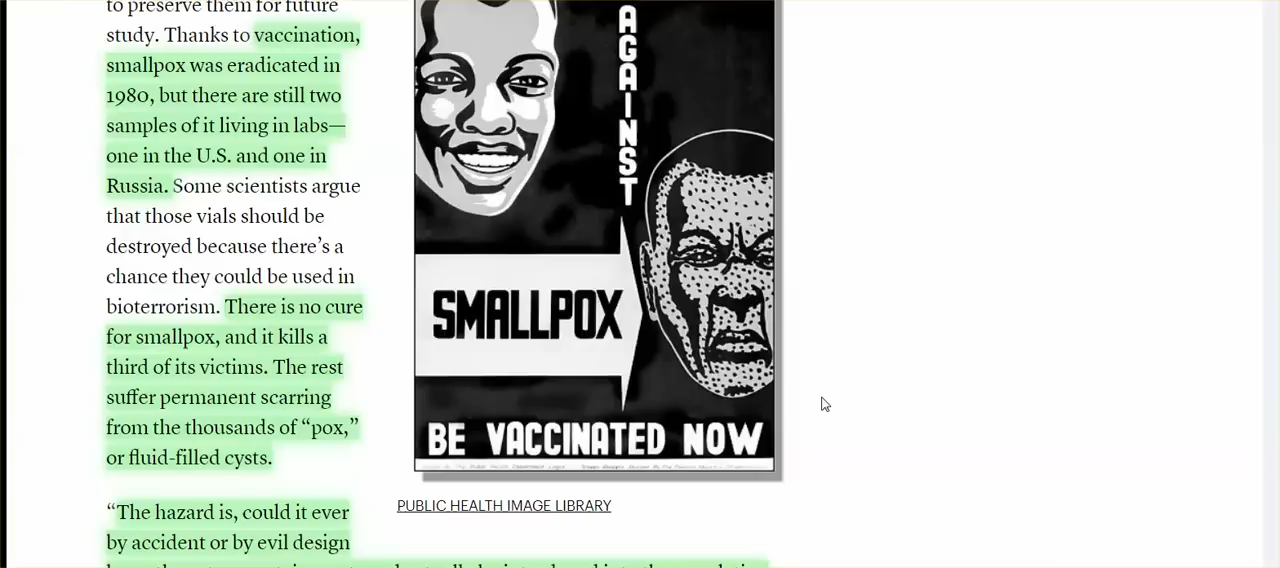 to preserve them for future
study. Thanks to vaccination,
smallpox was eradicated in
1980, but there are still two
samples of it living in labs—
one in the U.S. and one in
Russia. Some scientists argue
that those vials should be
destroyed because there’s a
chance they could be used in
bioterrorism. There is no cure
for smallpox, and it kills a
third of its victims. The rest
suffer permanent scarring
from the thousands of “pox,”
or fluid-filled cysts.
“The hazard is, could it ever
by accident or by evil design
AGAINST
SMALLPOX
BE VACCINATED NOW
PUBLIC HEALTH IMAGE LIBRARY